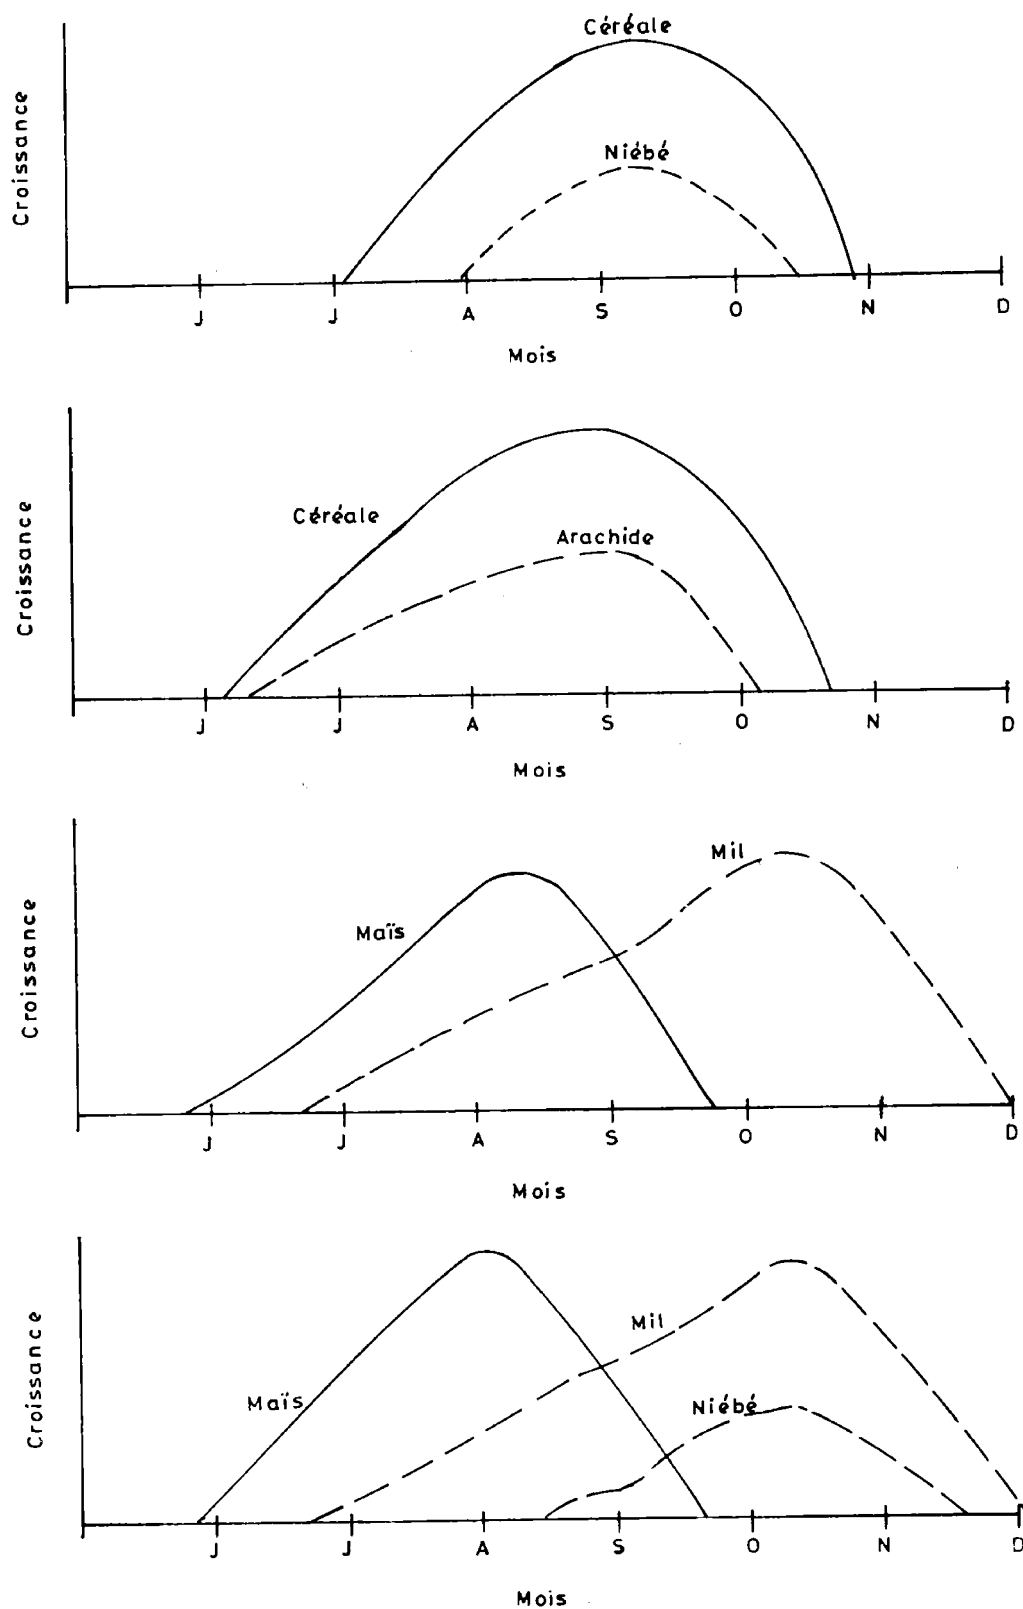 Céréale
Niébé
Croissance
J J A S O N D
Mois
Céréale
Arachide
Croissance
J J A S O N D
Mois
Mil
Maïs
Croissance
J J A S O N D
Mois
Mil
Maïs
Niébé
Croissance
J J A S O N D
Mois